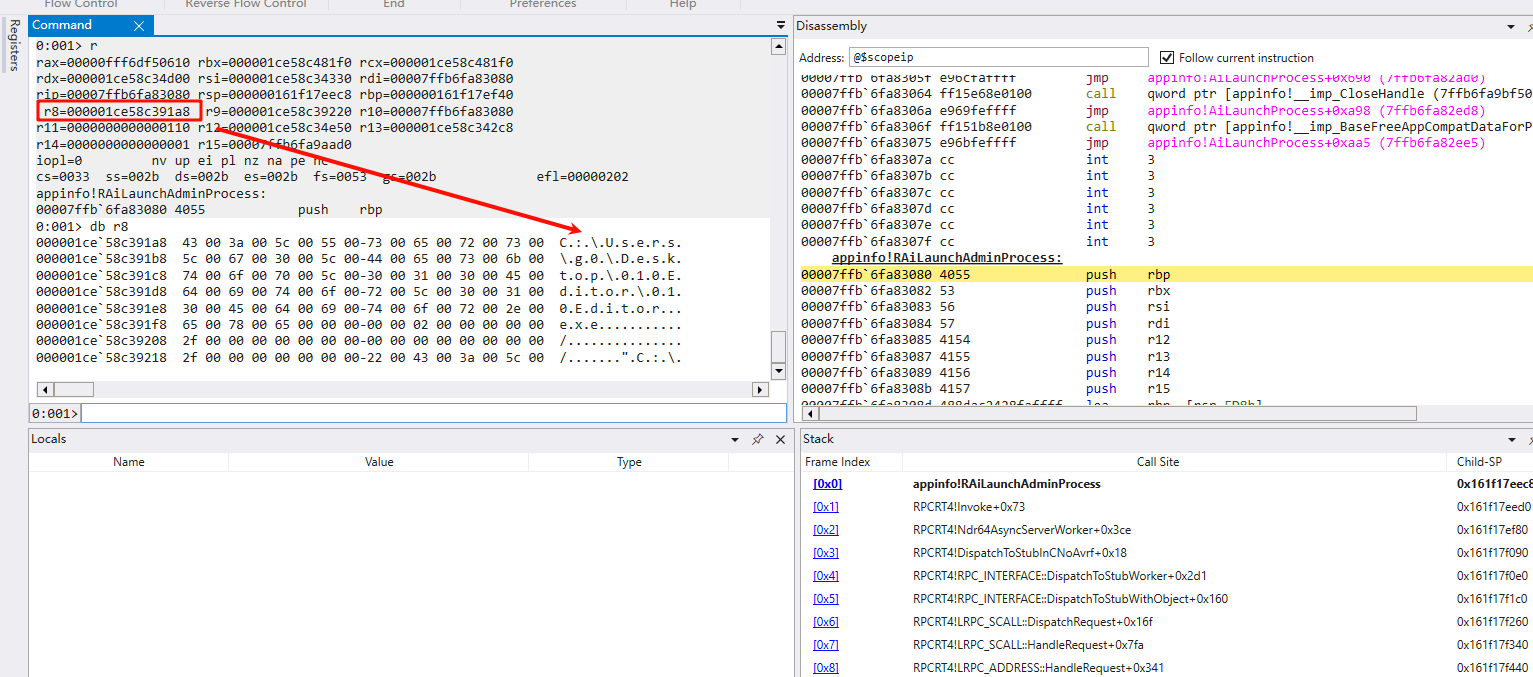 Flow Control
Reverse Flow Control
End
Preferences
Help
Registers
Command
0:001> r
rax=00000fff6df50610 rbx=000001ce58c481f0 rcx=000001ce58c481f0
rdx=000001ce58c34d00 rsi=000001ce58c34330 rdi=00007ffb6fa83080
rip=00007ffb6fa83080 rsp=000000161f17eec8 rbp=000000161f17ef40
r8=000001ce58c391a8 r9=000001ce58c39220 r10=00007ffb6fa83080
r11=0000000000000110 r12=000001ce58c34e50 r13=000001ce58c342c8
r14=0000000000000001 r15=00007ffb6fa9aad0
iopl=0 nv up ei pl nz na pe nc
cs=0033 ss=002b ds=002b es=002b fs=0053 gs=002b efl=00000202
appinfo!RAiLaunchAdminProcess:
00007ffb`6fa83080 4055 push rbp
0:001> db r8
000001ce`58c391a8 43 00 3a 00 5c 00 55 00-73 00 65 00 72 00 73 00 C.:.\.U.s.e.r.s.
000001ce`58c391b8 5c 00 67 00 30 00 5c 00-44 00 65 00 73 00 6b 00 \.g.0.\.D.e.s.k.
000001ce`58c391c8 74 00 6f 00 70 00 5c 00-30 00 31 00 30 00 45 00 t.o.p.\.0.1.0.E.
000001ce`58c391d8 64 00 69 00 74 00 6f 00-72 00 5c 00 30 00 31 00 d.i.t.o.r.\.0.1.
000001ce`58c391e8 30 00 45 00 64 00 69 00-74 00 6f 00 72 00 2e 00 0.E.d.i.t.o.r...
000001ce`58c391f8 65 00 78 00 65 00 00 00-00 00 02 00 00 00 00 00 e.x.e...........
000001ce`58c39208 2f 00 00 00 00 00 00 00-00 00 00 00 00 00 00 00 /...............
000001ce`58c39218 2f 00 00 00 00 00 00 00-22 00 43 00 3a 00 5c 00 /.......".C.:.\.
0:001>
Disassembly
Address: @$scopeip
Follow current instruction
00007ffb`6fa8305f e96cfaffff jmp appinfo!AiLaunchProcess+0x690 (7ffb6fa82ad0)
00007ffb`6fa83064 ff15e68e0100 call qword ptr [appinfo!__imp_CloseHandle (7ffb6fa9bf50
00007ffb`6fa8306a e969feffff jmp appinfo!AiLaunchProcess+0xa98 (7ffb6fa82ed8)
00007ffb`6fa8306f ff151b8e0100 call qword ptr [appinfo!__imp_BaseFreeAppCompatDataForP
00007ffb`6fa83075 e96bfeffff jmp appinfo!AiLaunchProcess+0xaa5 (7ffb6fa82ee5)
00007ffb`6fa8307a cc int 3
00007ffb`6fa8307b cc int 3
00007ffb`6fa8307c cc int 3
00007ffb`6fa8307d cc int 3
00007ffb`6fa8307e cc int 3
00007ffb`6fa8307f cc int 3
appinfo!RAiLaunchAdminProcess:
00007ffb`6fa83080 4055 push rbp
00007ffb`6fa83082 53 push rbx
00007ffb`6fa83083 56 push rsi
00007ffb`6fa83084 57 push rdi
00007ffb`6fa83085 4154 push r12
00007ffb`6fa83087 4155 push r13
00007ffb`6fa83089 4156 push r14
00007ffb`6fa8308b 4157 push r15
00007ffb`6fa8308d 488dac2428faffff lea rbp, [rsp-5D8h]
Locals
Name Value Type
Stack
Frame Index Call Site Child-SP
[0x0] appinfo!RAiLaunchAdminProcess 0x161f17eec8
[0x1] RPCRT4!Invoke+0x73 0x161f17eed0
[0x2] RPCRT4!Ndr64AsyncServerWorker+0x3ce 0x161f17ef80
[0x3] RPCRT4!DispatchToStubInCNoAvrf+0x18 0x161f17f090
[0x4] RPCRT4!RPC_INTERFACE::DispatchToStubWorker+0x2d1 0x161f17f0e0
[0x5] RPCRT4!RPC_INTERFACE::DispatchToStubWithObject+0x160 0x161f17f1c0
[0x6] RPCRT4!LRPC_SCALL::DispatchRequest+0x16f 0x161f17f260
[0x7] RPCRT4!LRPC_SCALL::HandleRequest+0x7fa 0x161f17f340
[0x8] RPCRT4!LRPC_ADDRESS::HandleRequest+0x341 0x161f17f440